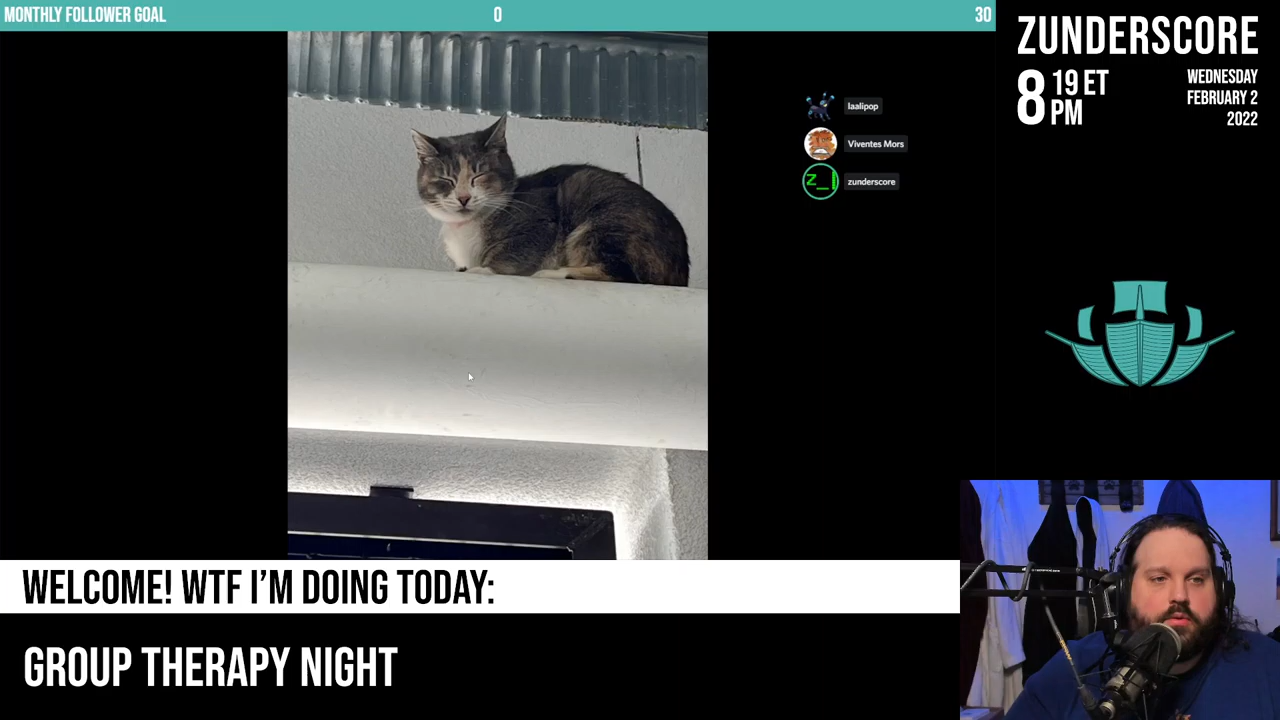 MONTHLY FOLLOWER GOAL
0
30
ZUNDERSCORE
8 19 ET PM
WEDNESDAY
FEBRUARY 2
2022
laalipop
Viventes Mors
Z_
zunderscore
WELCOME! WTF I'M DOING TODAY:
GROUP THERAPY NIGHT